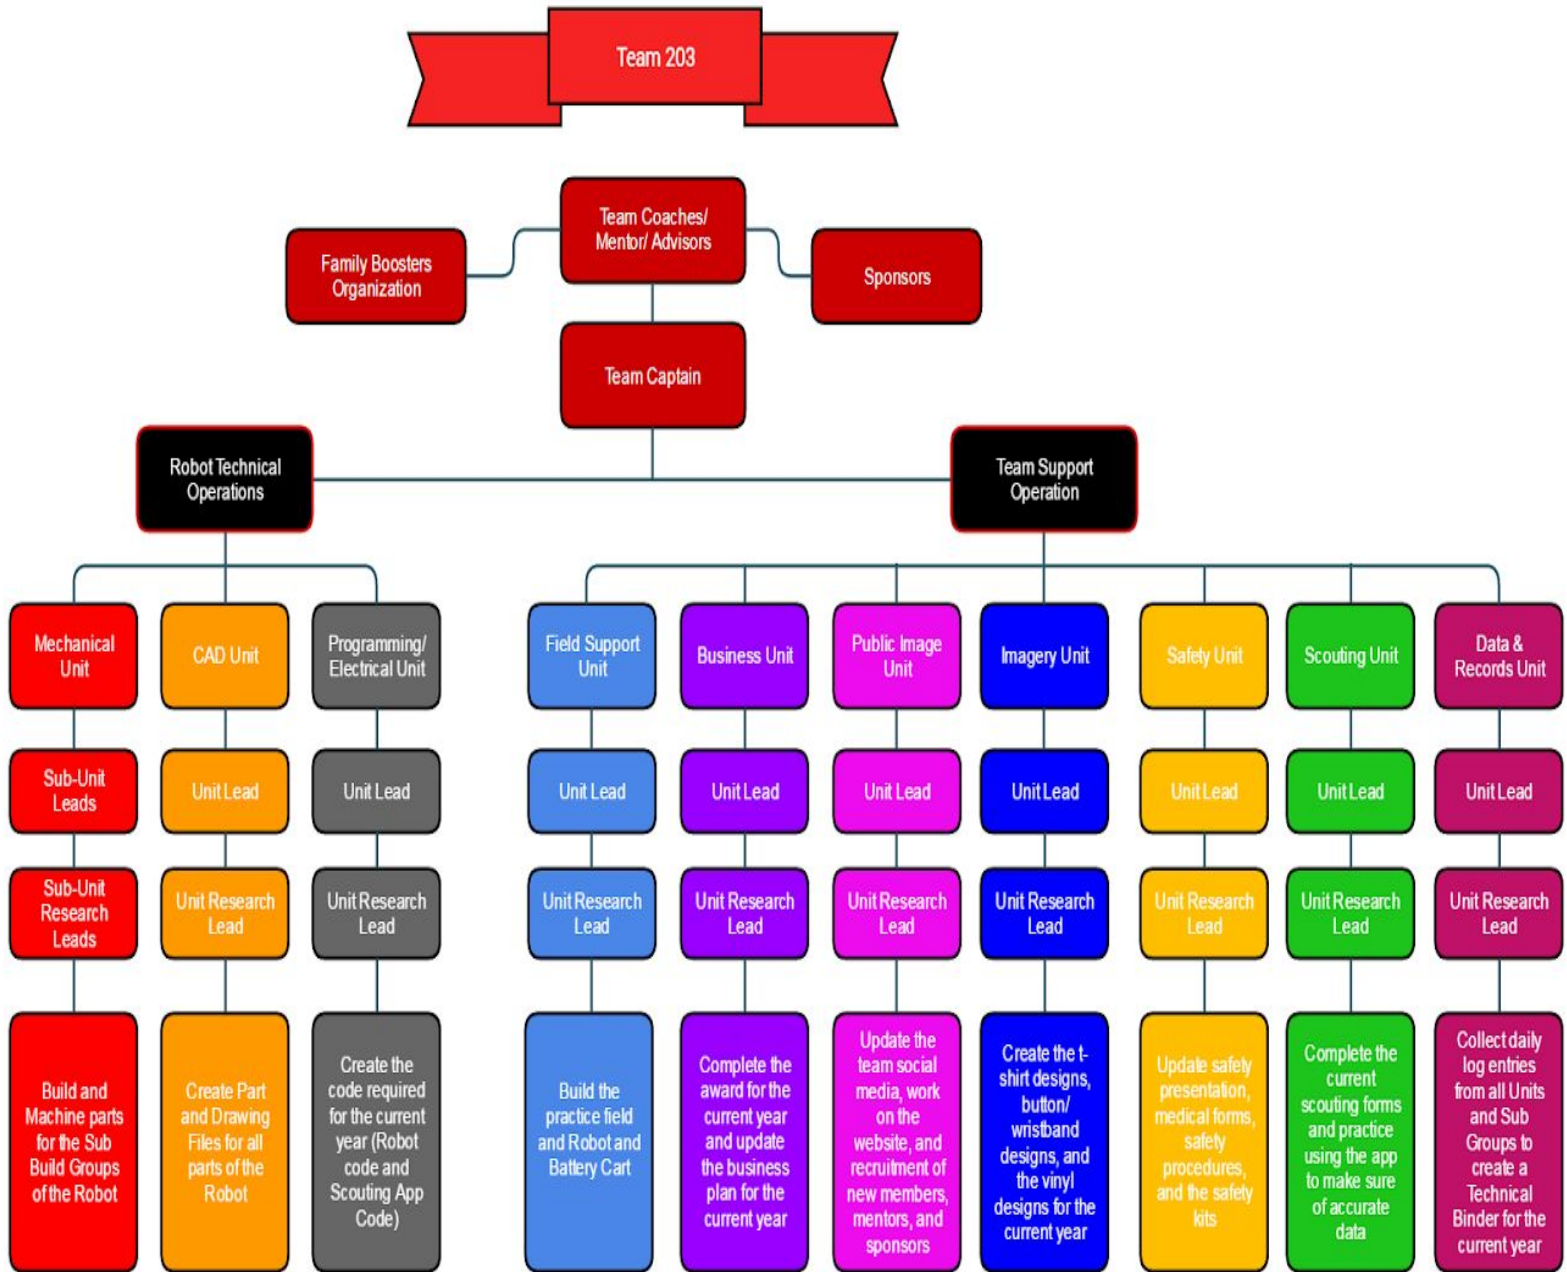 Team 203
Team Coaches/
Mentor/ Advisors
Family Boosters
Organization
Sponsors
Team Captain
Robot Technical
Operations
Team Support
Operation
Mechanical
Unit
CAD Unit
Programming/
Electrical Unit
Field Support
Unit
Business Unit
Public Image
Unit
Imagery Unit
Safety Unit
Scouting Unit
Data &
Records Unit
Sub-Unit
Leads
Unit Lead
Unit Lead
Unit Lead
Unit Lead
Unit Lead
Unit Lead
Unit Lead
Unit Lead
Unit Lead
Sub-Unit
Research
Leads
Unit Research
Lead
Unit Research
Lead
Unit Research
Lead
Unit Research
Lead
Unit Research
Lead
Unit Research
Lead
Unit Research
Lead
Unit Research
Lead
Unit Research
Lead
Build and
Machine parts
for the Sub
Build Groups
of the Robot
Create Part
and Drawing
Files for all
parts of the
Robot
Create the
code required
for the current
year (Robot
code and
Scouting App
Code)
Build the
practice field
and Robot and
Battery Cart
Complete the
award for the
current year
and update
the business
plan for the
current year
Update the
team social
media, work
on the
website, and
recruitment of
new members,
mentors, and
sponsors
Create the t-
shirt designs,
button/
wristband
designs, and
the vinyl
designs for the
current year
Update safety
presentation,
medical forms,
safety
procedures,
and the safety
kits
Complete the
current
scouting forms
and practice
using the app
to make sure
of accurate
data
Collect daily
log entries
from all Units
and Sub
Groups to
create a
Technical
Binder for the
current year